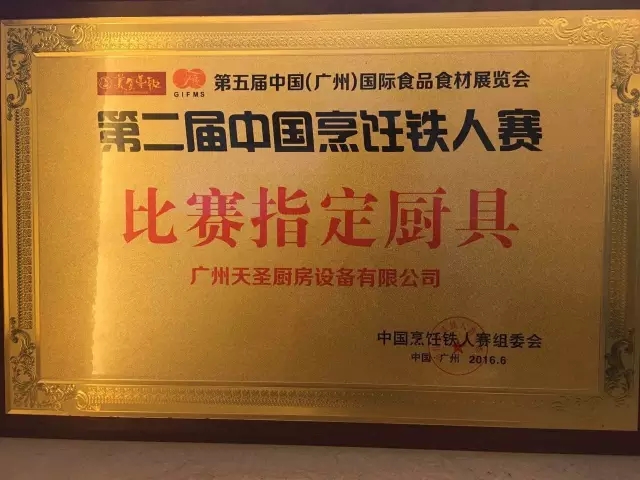 GIFMS
第五届中国(广州)国际食品食材展览会
第二届中国烹饪铁人赛
比赛指定厨具
广州天圣厨房设备有限公司
中国烹饪铁人赛组委会
中国 广州 2016.6